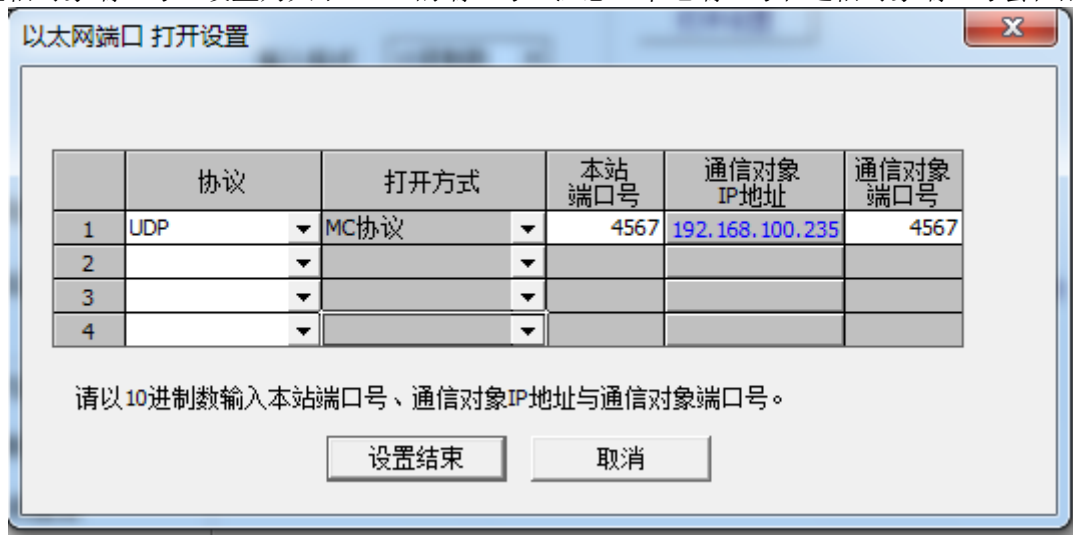 以太网端口 打开设置
协议 打开方式 本站端口号 通信对象IP地址 通信对象端口号
1 UDP MC协议 4567 192.168.100.235 4567
2
3
4
请以10进制数输入本站端口号、通信对象IP地址与通信对象端口号。
设置结束 取消